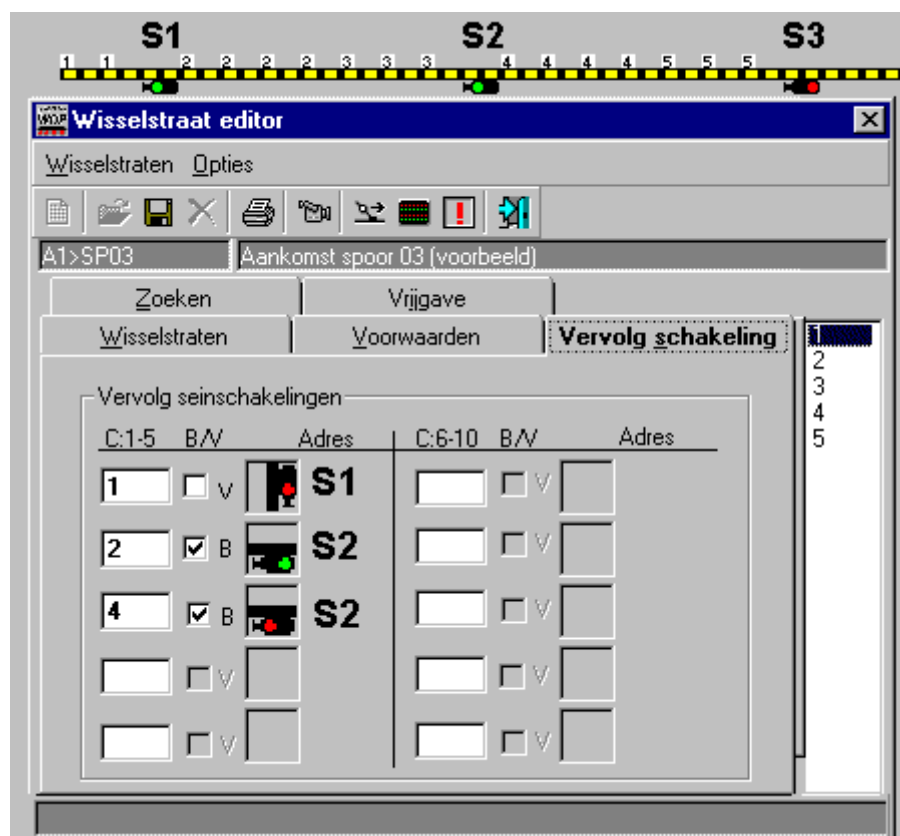 S1 S2 S3
1 1 2 2 2 2 3 3 3 4 4 4 4 5 5 5
Wisselstraat editor
Wisselstraten Opties
A1>SP03 Aankomst spoor 03 (voorbeeld)
Zoeken Vrijgave
Wisselstraten Voorwaarden Vervolg schakeling
1
2
3
4
5
Vervolg seinschakelingen
C:1-5 B/V Adres C:6-10 B/V Adres
1 V S1 V
2 B S2 V
4 B S2 V
V V
V V